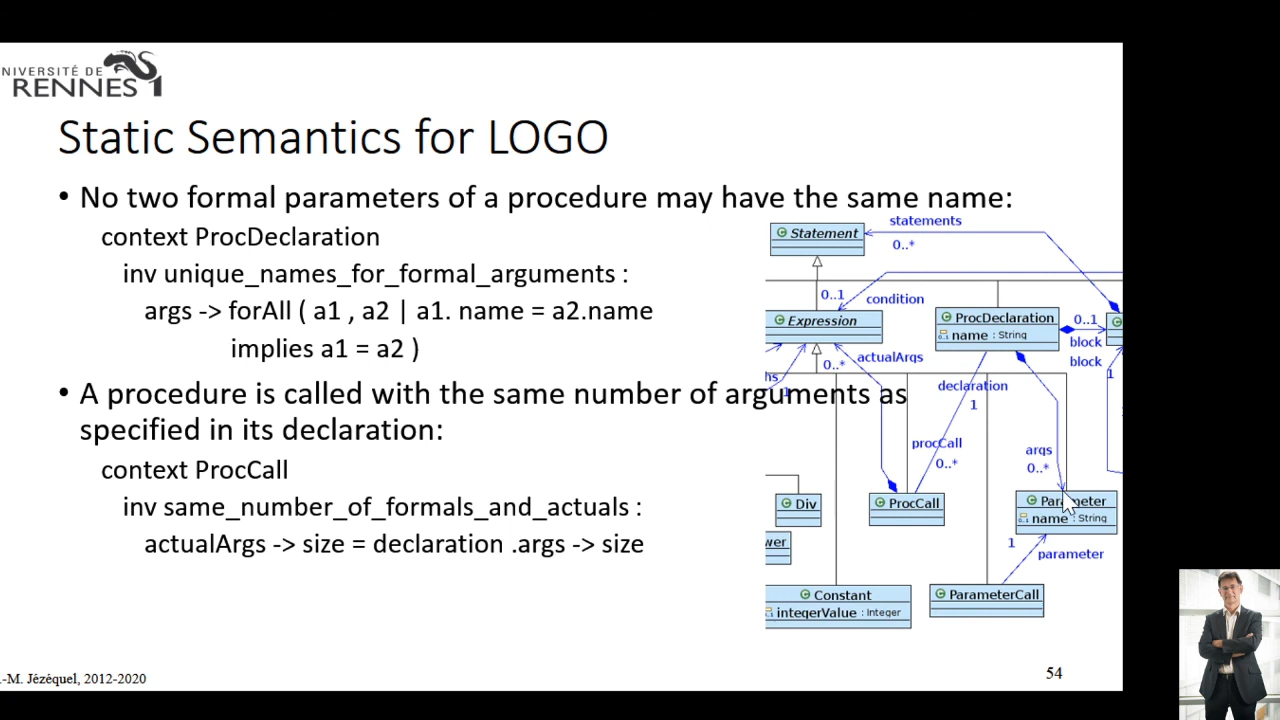 NIVERSITÉ DE
RENNES 1
Static Semantics for LOGO
• No two formal parameters of a procedure may have the same name:
context ProcDeclaration
inv unique_names_for_formal_arguments :
args -> forAll ( a1 , a2 | a1. name = a2.name
implies a1 = a2 )
• A procedure is called with the same number of arguments as
specified in its declaration:
context ProcCall
inv same_number_of_formals_and_actuals :
actualArgs -> size = declaration .args -> size
statements
Statement
0..*
0..1
condition
Expression
ProcDeclaration
name : String
0..1
block
block
actualArgs
0..*
hs
1
1
declaration
1
procCall
0..*
args
0..*
Div
ProcCall
Parameter
name : String
wer
1
parameter
Constant
integerValue : Integer
ParameterCall
.-M. Jézéquel, 2012-2020
54